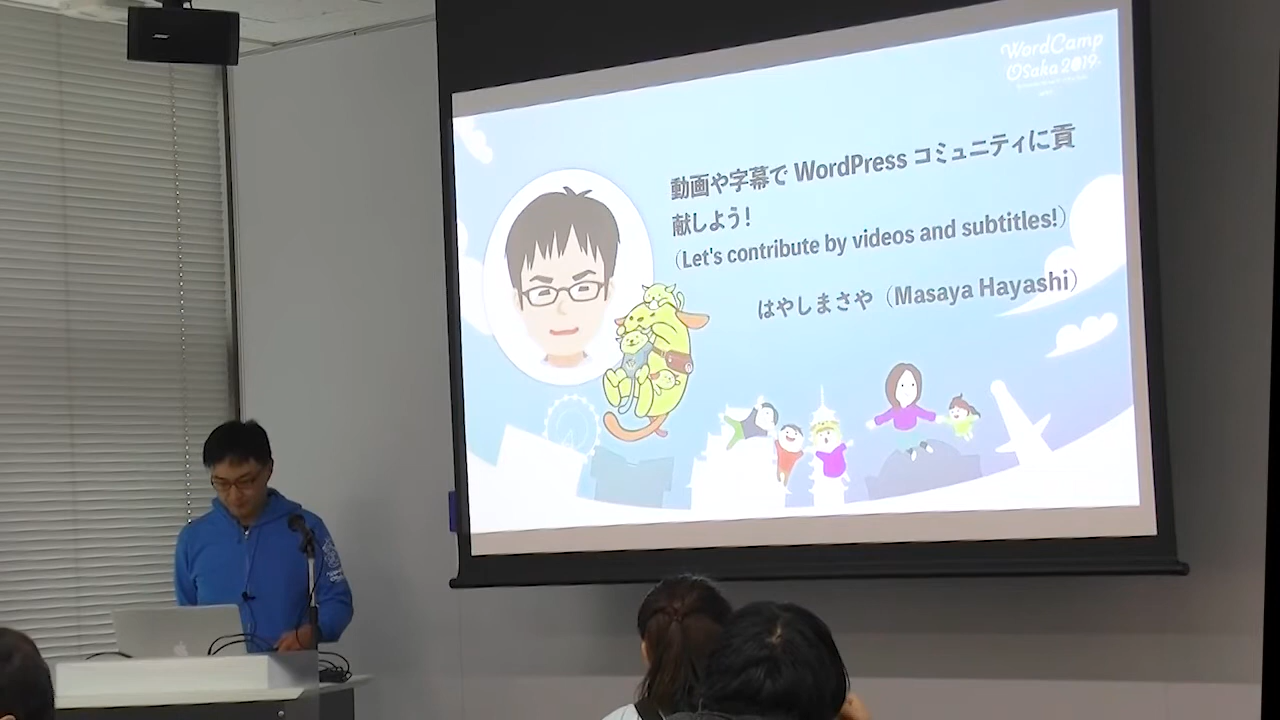 BOSE
WordCamp
Osaka 2019
動画や字幕で WordPress コミュニティに貢
献しよう!
(Let's contribute by videos and subtitles!)
はやしまさや (Masaya Hayashi)